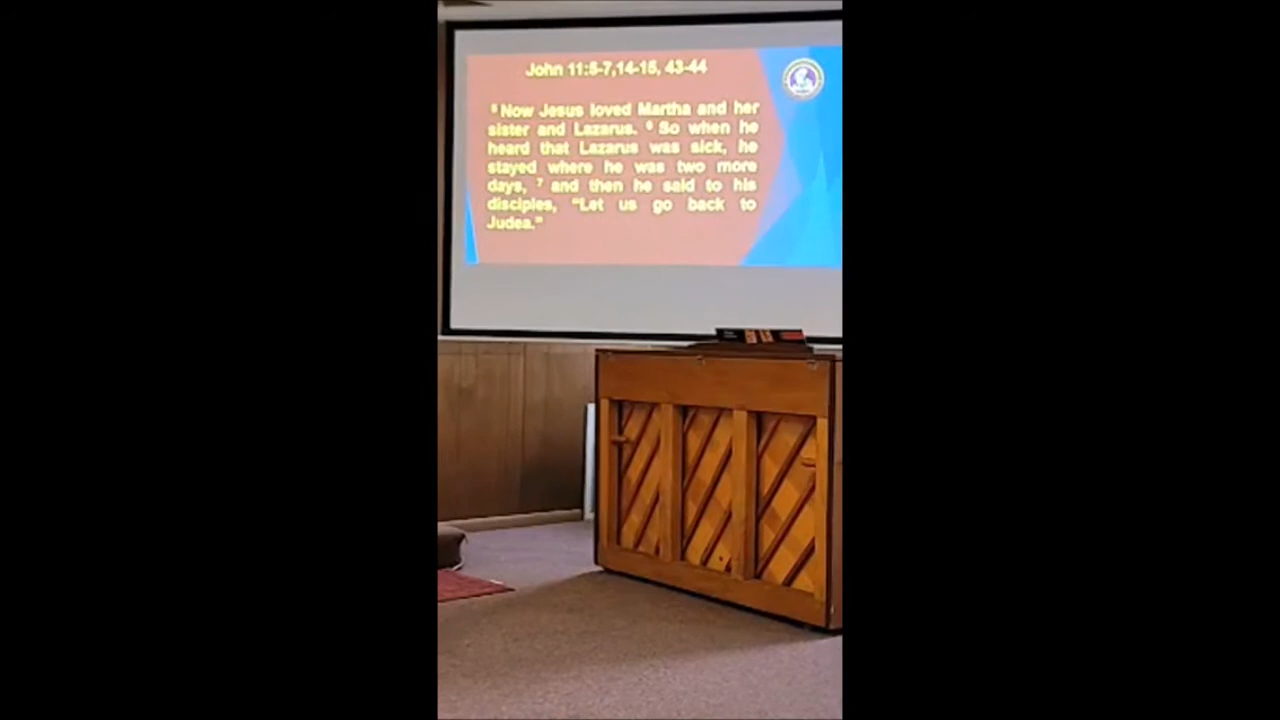 John 11:5-7,14-15, 43-44
⁵ Now Jesus loved Martha and her
sister and Lazarus. ⁶ So when he
heard that Lazarus was sick, he
stayed where he was two more
days, ⁷ and then he said to his
disciples, “Let us go back to
Judea.”